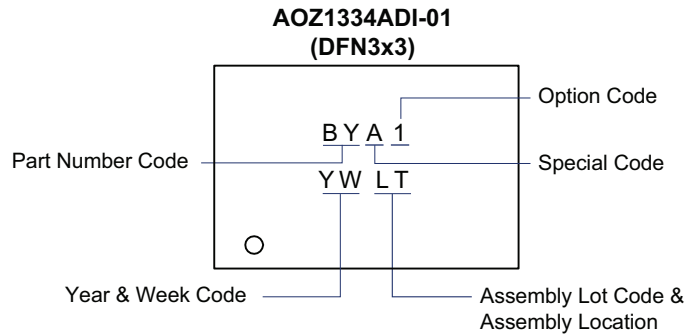 AOZ1334ADI-01
(DFN3x3)
Option Code
B Y A 1
Part Number Code
Special Code
Y W L T
Year & Week Code
Assembly Lot Code &
Assembly Location